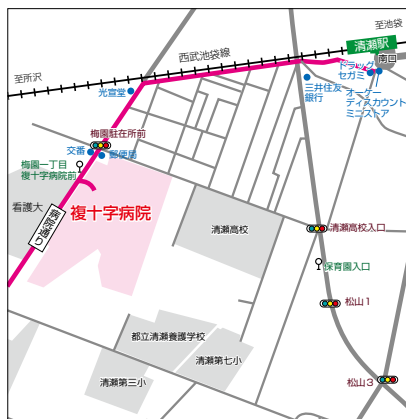 至池袋
清瀬駅
西武池袋線
南口
ドラッグ
セガミ
至所沢
光宣堂
三井住友
銀行
オーケー
ディスカウント
ミニストア
梅園駐在所前
交番
郵便局
梅園一丁目
複十字病院前
看護大
複十字病院
病院通り
清瀬高校
清瀬高校入口
保育園入口
松山1
都立清瀬養護学校
清瀬第七小
清瀬第三小
松山3